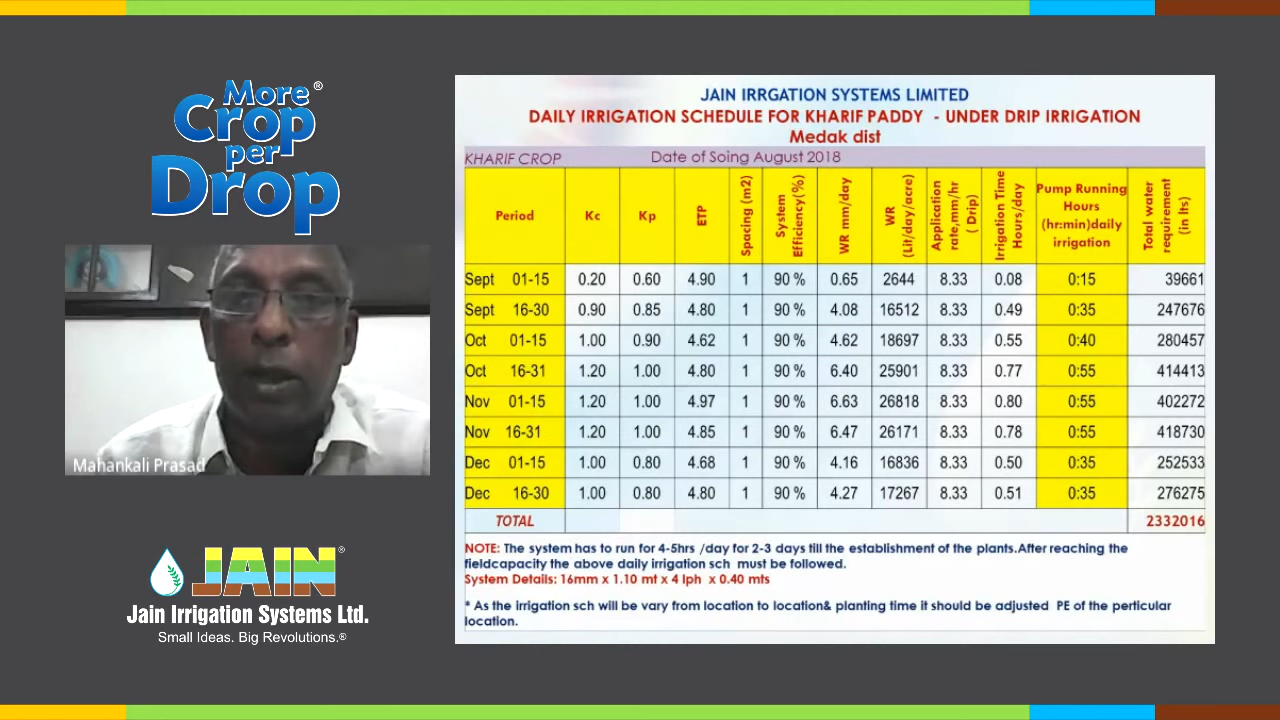 More®
Crop
per
Drop
Mahankali Prasad
JAIN®
Jain Irrigation Systems Ltd.
Small Ideas. Big Revolutions.®
JAIN IRRGATION SYSTEMS LIMITED
DAILY IRRIGATION SCHEDULE FOR KHARIF PADDY - UNDER DRIP IRRIGATION
Medak dist
KHARIF CROP Date of Soing August 2018
Period Kc Kp ETP Spacing (m2) System Efficiency(%) WR mm/day WR (Lit/day/acre) Application rate,mm/hr ( Drip) Irrigation Time Hours/day Pump Running Hours (hr:min)daily irrigation Total water requirement (in lts)
Sept 01-15 0.20 0.60 4.90 1 90 % 0.65 2644 8.33 0.08 0:15 39661
Sept 16-30 0.90 0.85 4.80 1 90 % 4.08 16512 8.33 0.49 0:35 247676
Oct 01-15 1.00 0.90 4.62 1 90 % 4.62 18697 8.33 0.55 0:40 280457
Oct 16-31 1.20 1.00 4.80 1 90 % 6.40 25901 8.33 0.77 0:55 414413
Nov 01-15 1.20 1.00 4.97 1 90 % 6.63 26818 8.33 0.80 0:55 402272
Nov 16-31 1.20 1.00 4.85 1 90 % 6.47 26171 8.33 0.78 0:55 418730
Dec 01-15 1.00 0.80 4.68 1 90 % 4.16 16836 8.33 0.50 0:35 252533
Dec 16-30 1.00 0.80 4.80 1 90 % 4.27 17267 8.33 0.51 0:35 276275
TOTAL 2332016
NOTE: The system has to run for 4-5hrs /day for 2-3 days till the establishment of the plants.After reaching the
fieldcapacity the above daily irrigation sch must be followed.
System Details: 16mm x 1.10 mt x 4 lph x 0.40 mts
* As the irrigation sch will be vary from location to location& planting time it should be adjusted PE of the perticular
location.